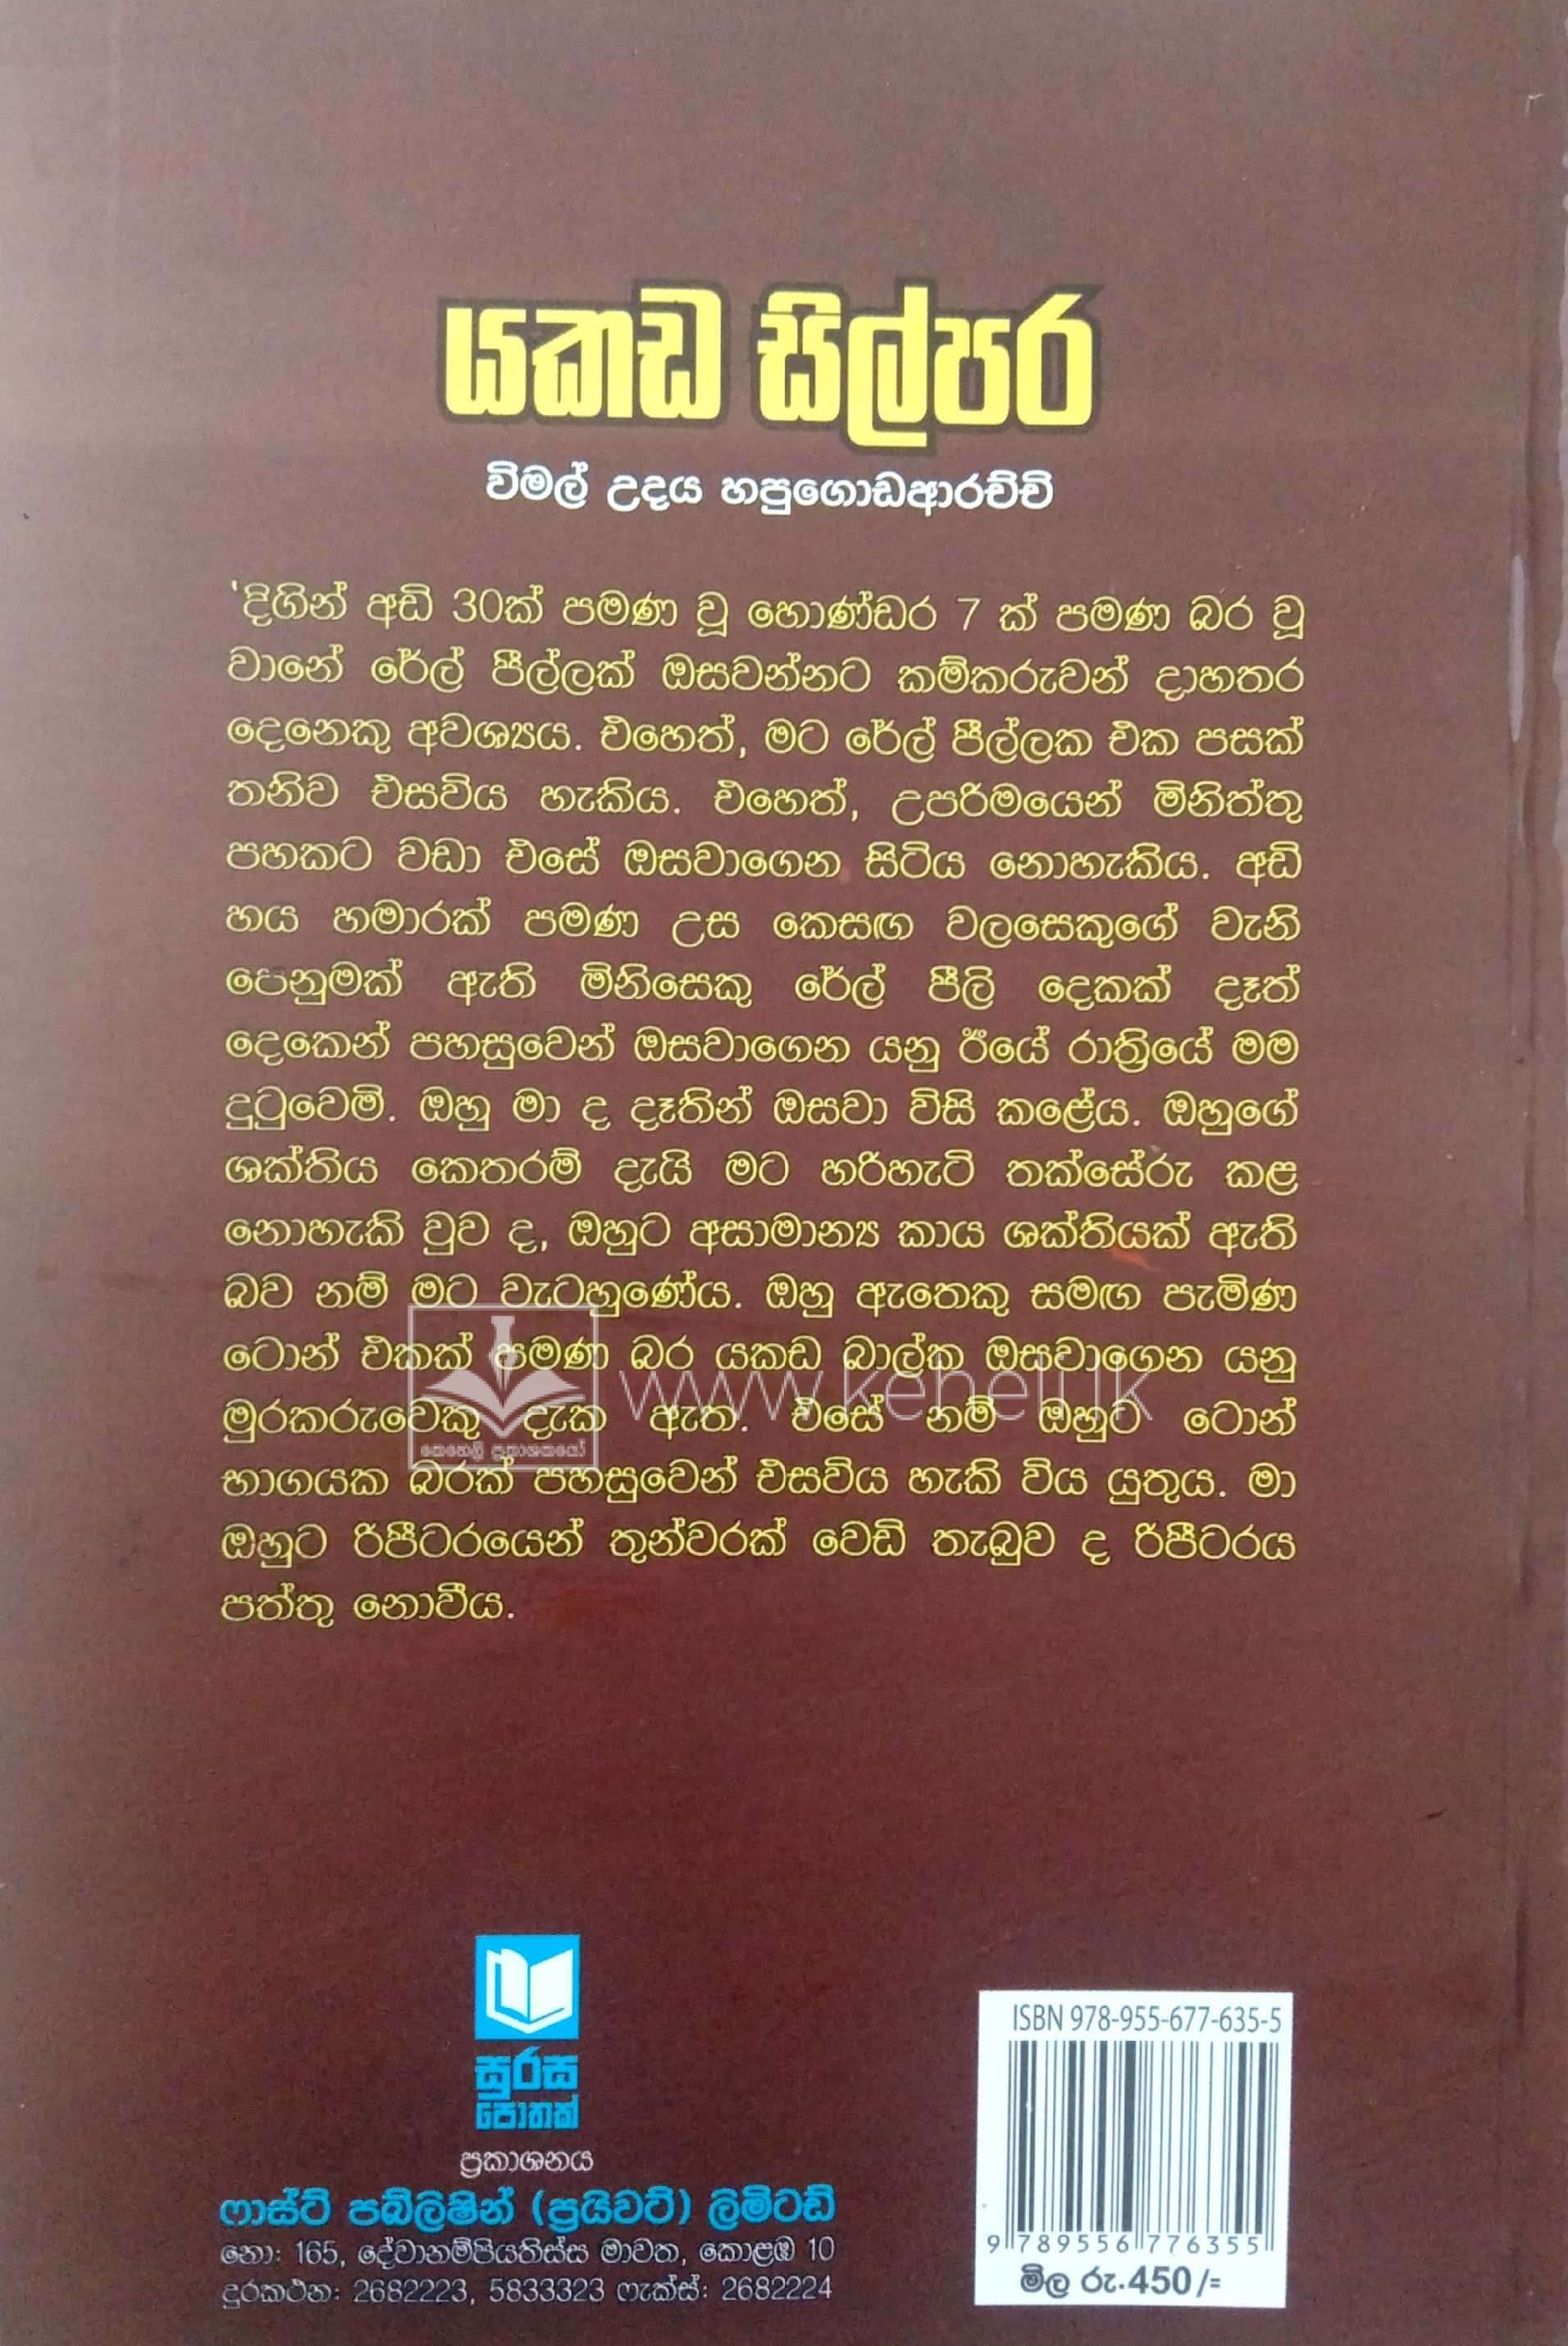 යකඩ සිල්පර
විමල් උදය හපුගොඩආරච්චි
'දිගින් අඩි 30ක් පමණ වූ හොණ්ඩර 7 ක් පමණ බර වූ
වානේ රේල් පීල්ලක් ඔසවන්නට කම්කරුවන් දාහතර
දෙනෙකු අවශ්‍යය. එහෙත්, මට රේල් පීල්ලක එක පසක්
තනිව එසවිය හැකිය. එහෙත්, උපරිමයෙන් මිනිත්තු
පහකට වඩා එසේ ඔසවාගෙන සිටිය නොහැකිය. අඩි
හය හමාරක් පමණ උස කෙසඟ වලසෙකුගේ වැනි
පෙනුමක් ඇති මිනිසෙකු රේල් පීලි දෙකක් දෑත්
දෙකෙන් පහසුවෙන් ඔසවාගෙන යනු ඊයේ රාත්‍රියේ මම
දුටුවෙමි. ඔහු මා ද දෑතින් ඔසවා විසි කළේය. ඔහුගේ
ශක්තිය කෙතරම් දැයි මට හරිහැටි තක්සේරු කළ
නොහැකි වුව ද, ඔහුට අසාමාන්‍ය කාය ශක්තියක් ඇති
බව නම් මට වැටහුණේය. ඔහු ඇතෙකු සමඟ පැමිණ
ටොන් එකක් පමණ බර යකඩ බාල්ක ඔසවාගෙන යනු
මුරකරුවෙකු දැක ඇත. එසේ නම් ඔහුට ටොන්
භාගයක බරක් පහසුවෙන් එසවිය හැකි විය යුතුය. මා
ඔහුට රිපීටරයෙන් තුන්වරක් වෙඩි තැබුව ද රිපීටරය
පත්තු නොවීය.
www.keheli.lk
කෙහෙලි ප්‍රකාශකයෝ
සුරස
පොතක්
ප්‍රකාශනය
ෆාස්ට් පබ්ලිෂින් (ප්‍රයිවට්) ලිමිටඩ්
නො: 165, දේවානම්පියතිස්ස මාවත, කොළඹ 10
දුරකථන: 2682223, 5833323 ෆැක්ස්: 2682224
ISBN 978-955-677-635-5
9 789556 776355
මිල රු.450/=